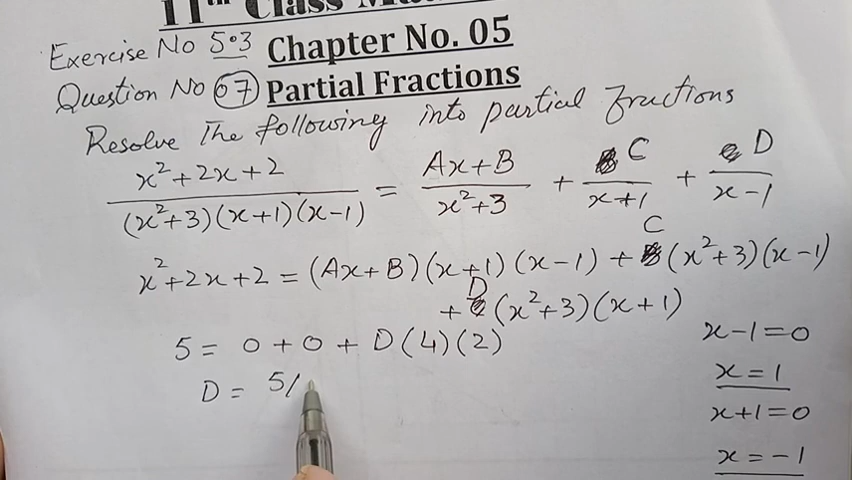 11th Class
Exercise No 5.3 Chapter No. 05
Question No 07 Partial Fractions
Resolve The following into partial fractions
x²+2x+2 / (x²+3)(x+1)(x-1) = Ax+B / x²+3 + C / x+1 + D / x-1
x²+2x+2 = (Ax+B)(x+1)(x-1) + C(x²+3)(x-1)
+ D(x²+3)(x+1)
5 = 0+0+D(4)(2)
D = 5/
x-1=0
x=1
x+1=0
x=-1